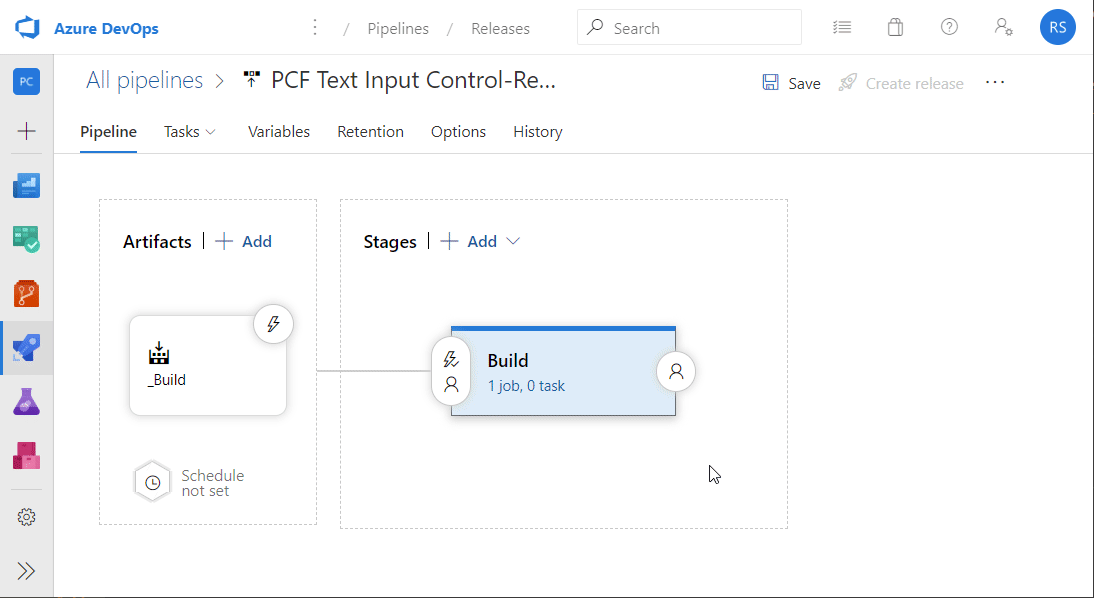 Azure DevOps / Pipelines / Releases Search RS
PC All pipelines > PCF Text Input Control-Re... Save Create release ...
Pipeline Tasks Variables Retention Options History
Artifacts | + Add
Stages | + Add
_Build
Build
1 job, 0 task
Schedule
not set